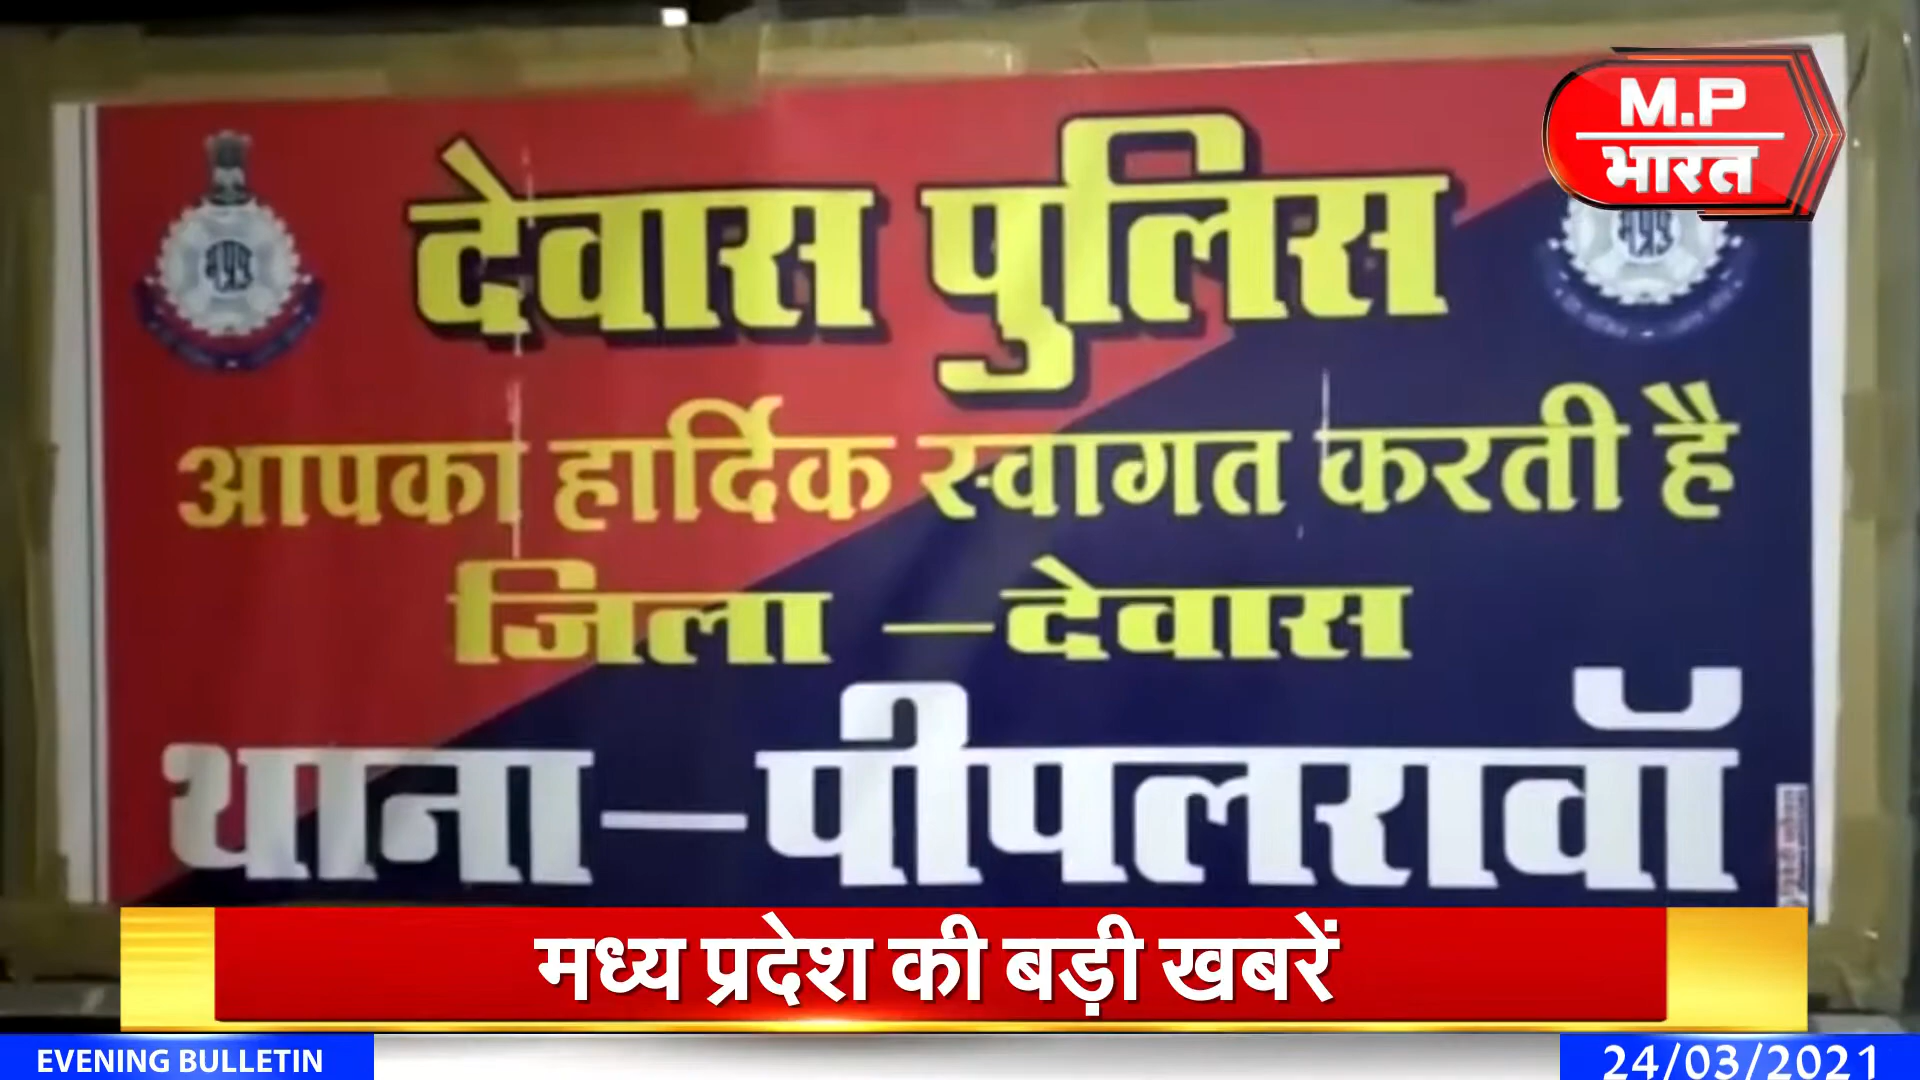 M.P
भारत
देवास पुलिस
आपका हार्दिक स्वागत करती है
जिला –देवास
थाना–पीपलरावॉ
मध्य प्रदेश की बड़ी खबरें
EVENING BULLETIN
24/03/2021